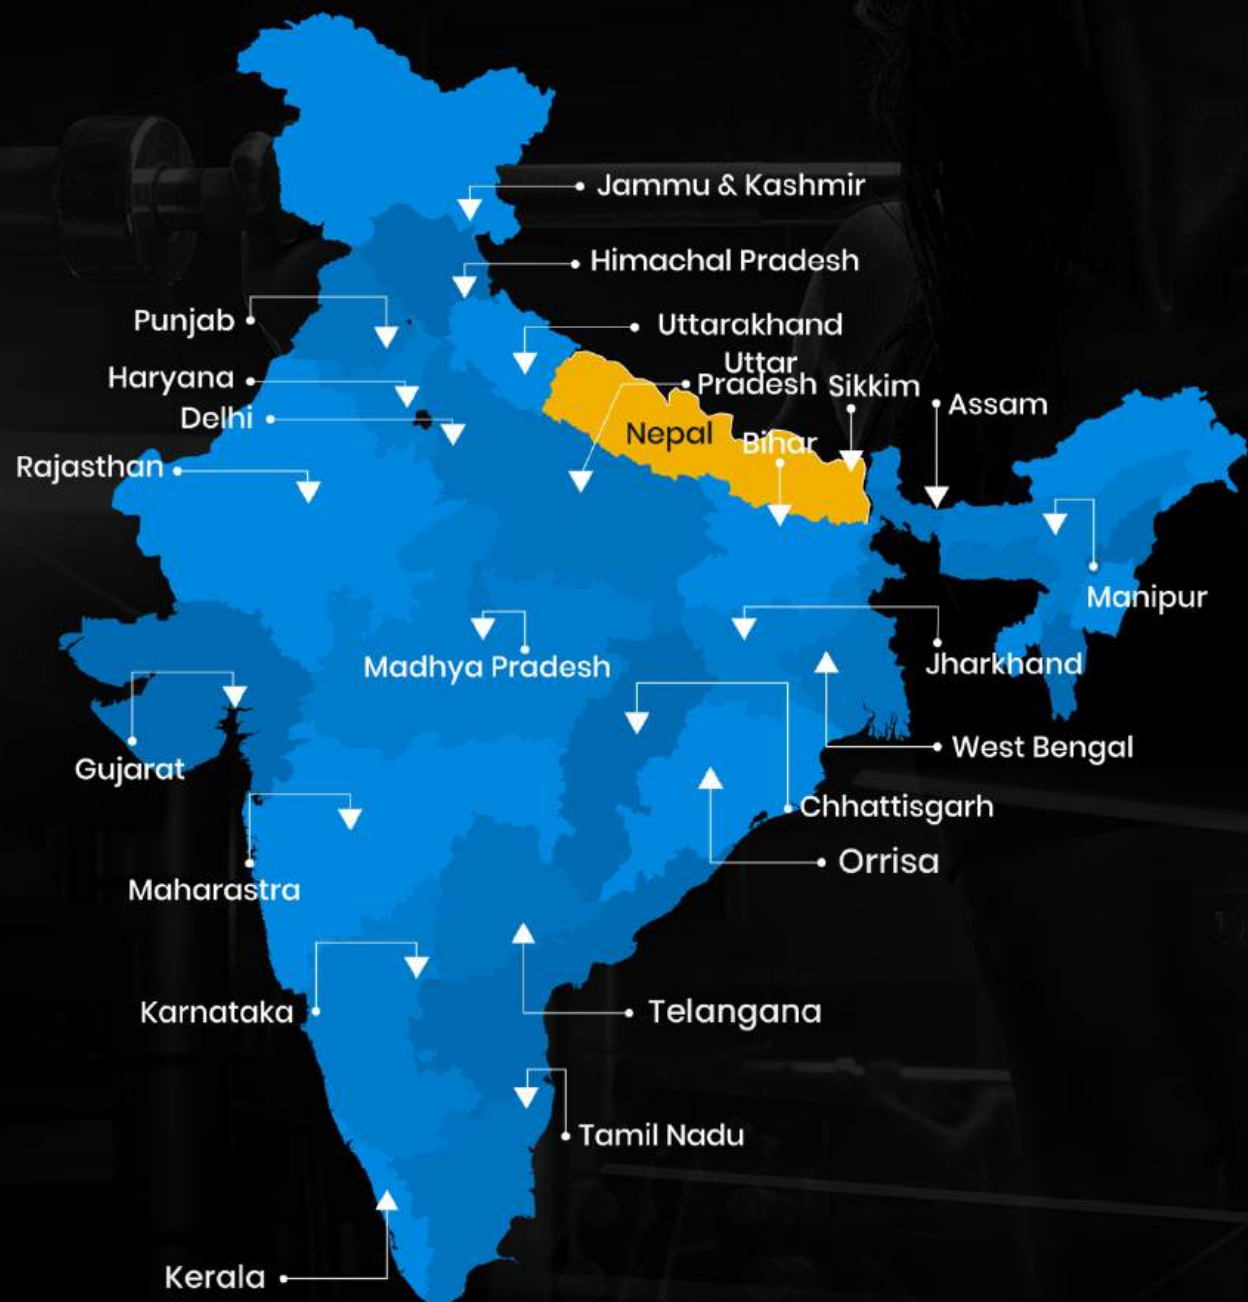 Jammu & Kashmir
Himachal Pradesh
Punjab
Uttarakhand
Uttar
Pradesh
Haryana
Sikkim
Assam
Delhi
Nepal
Bihar
Rajasthan
Manipur
Madhya Pradesh
Jharkhand
West Bengal
Gujarat
Chhattisgarh
Orrisa
Maharastra
Karnataka
Telangana
Tamil Nadu
Kerala